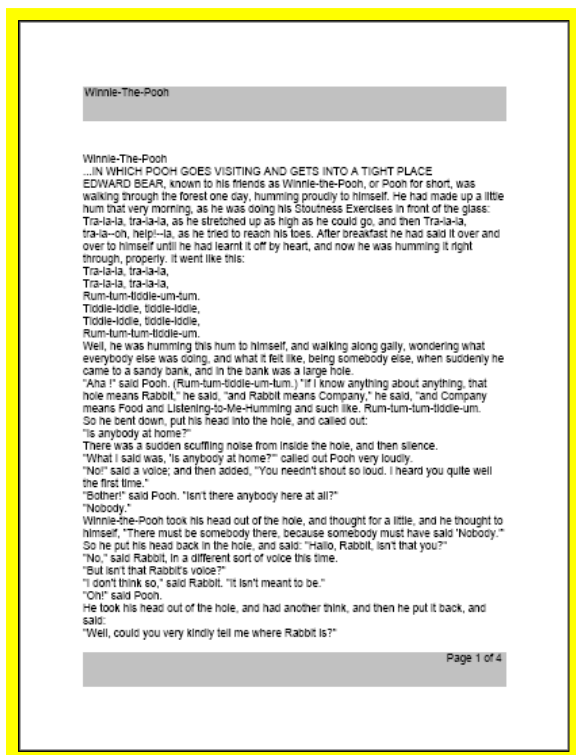 Winnie-The-Pooh
Winnie-The-Pooh
...IN WHICH POOH GOES VISITING AND GETS INTO A TIGHT PLACE
EDWARD BEAR, known to his friends as Winnie-the-Pooh, or Pooh for short, was
walking through the forest one day, humming proudly to himself. He had made up a little
hum that very morning, as he was doing his Stoutness Exercises in front of the glass:
Tra-la-la, tra-la-la, as he stretched up as high as he could go, and then Tra-la-la,
tra-la--oh, help!--la, as he tried to reach his toes. After breakfast he had said it over and
over to himself until he had learnt it off by heart, and now he was humming it right
through, properly. It went like this:
Tra-la-la, tra-la-la,
Tra-la-la, tra-la-la,
Rum-tum-tiddle-um-tum.
Tiddle-iddle, tiddle-iddle,
Tiddle-iddle, tiddle-iddle,
Rum-tum-tum-tiddle-um.
Well, he was humming this hum to himself, and walking along gaily, wondering what
everybody else was doing, and what it felt like, being somebody else, when suddenly he
came to a sandy bank, and in the bank was a large hole.
"Aha !" said Pooh. (Rum-tum-tiddle-um-tum.) "If I know anything about anything, that
hole means Rabbit," he said, "and Rabbit means Company," he said, "and Company
means Food and Listening-to-Me-Humming and such like. Rum-tum-tum-tiddle-um.
So he bent down, put his head into the hole, and called out:
"Is anybody at home?"
There was a sudden scuffling noise from inside the hole, and then silence.
"What I said was, 'Is anybody at home?'" called out Pooh very loudly.
"No!" said a voice; and then added, "You needn't shout so loud. I heard you quite well
the first time."
"Bother!" said Pooh. "Isn't there anybody here at all?"
"Nobody."
Winnie-the-Pooh took his head out of the hole, and thought for a little, and he thought to
himself, "There must be somebody there, because somebody must have said 'Nobody.'"
So he put his head back in the hole, and said: "Hallo, Rabbit, isn't that you?"
"No," said Rabbit, in a different sort of voice this time.
"But isn't that Rabbit's voice?"
"I don't think so," said Rabbit. "It isn't meant to be."
"Oh!" said Pooh.
He took his head out of the hole, and had another think, and then he put it back, and
said:
"Well, could you very kindly tell me where Rabbit is?"
Page 1 of 4